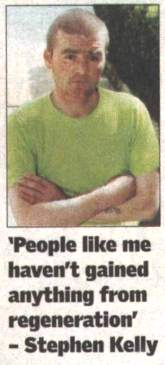 ‘People like me
haven’t gained
anything from
regeneration’
– Stephen Kelly